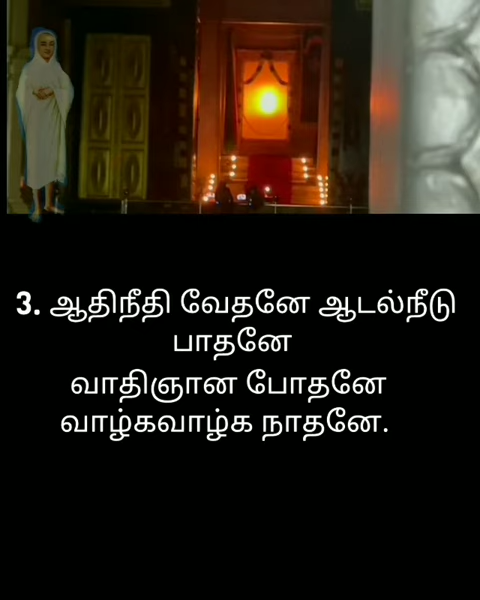 3. ஆதிநீதி வேதனே ஆடல்நீடு
பாதனே
வாதிஞான போதனே
வாழ்கவாழ்க நாதனே.